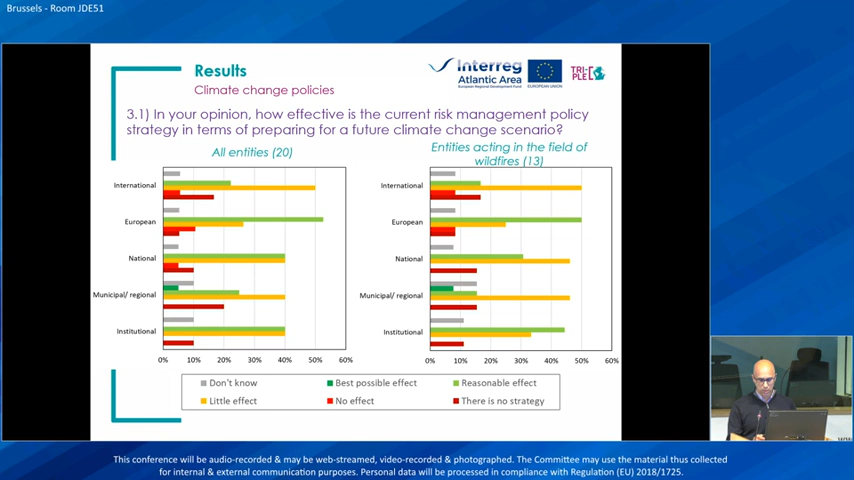 Brussels - Room JDE51
Results
Climate change policies
Interreg
Atlantic Area
European Regional Development Fund
EUROPEAN UNION
TRI-
PLE
3.1) In your opinion, how effective is the current risk management policy
strategy in terms of preparing for a future climate change scenario?
All entities (20)
Entities acting in the field of
wildfires (13)
International
European
National
Municipal/ regional
Institutional
0% 10% 20% 30% 40% 50% 60%
International
European
National
Municipal/ regional
Institutional
0% 10% 20% 30% 40% 50% 60%
Don't know
Best possible effect
Reasonable effect
Little effect
No effect
There is no strategy
This conference will be audio-recorded & may be web-streamed, video-recorded & photographed. The Committee may use the material thus collected
for internal & external communication purposes. Personal data will be processed in compliance with Regulation (EU) 2018/1725.